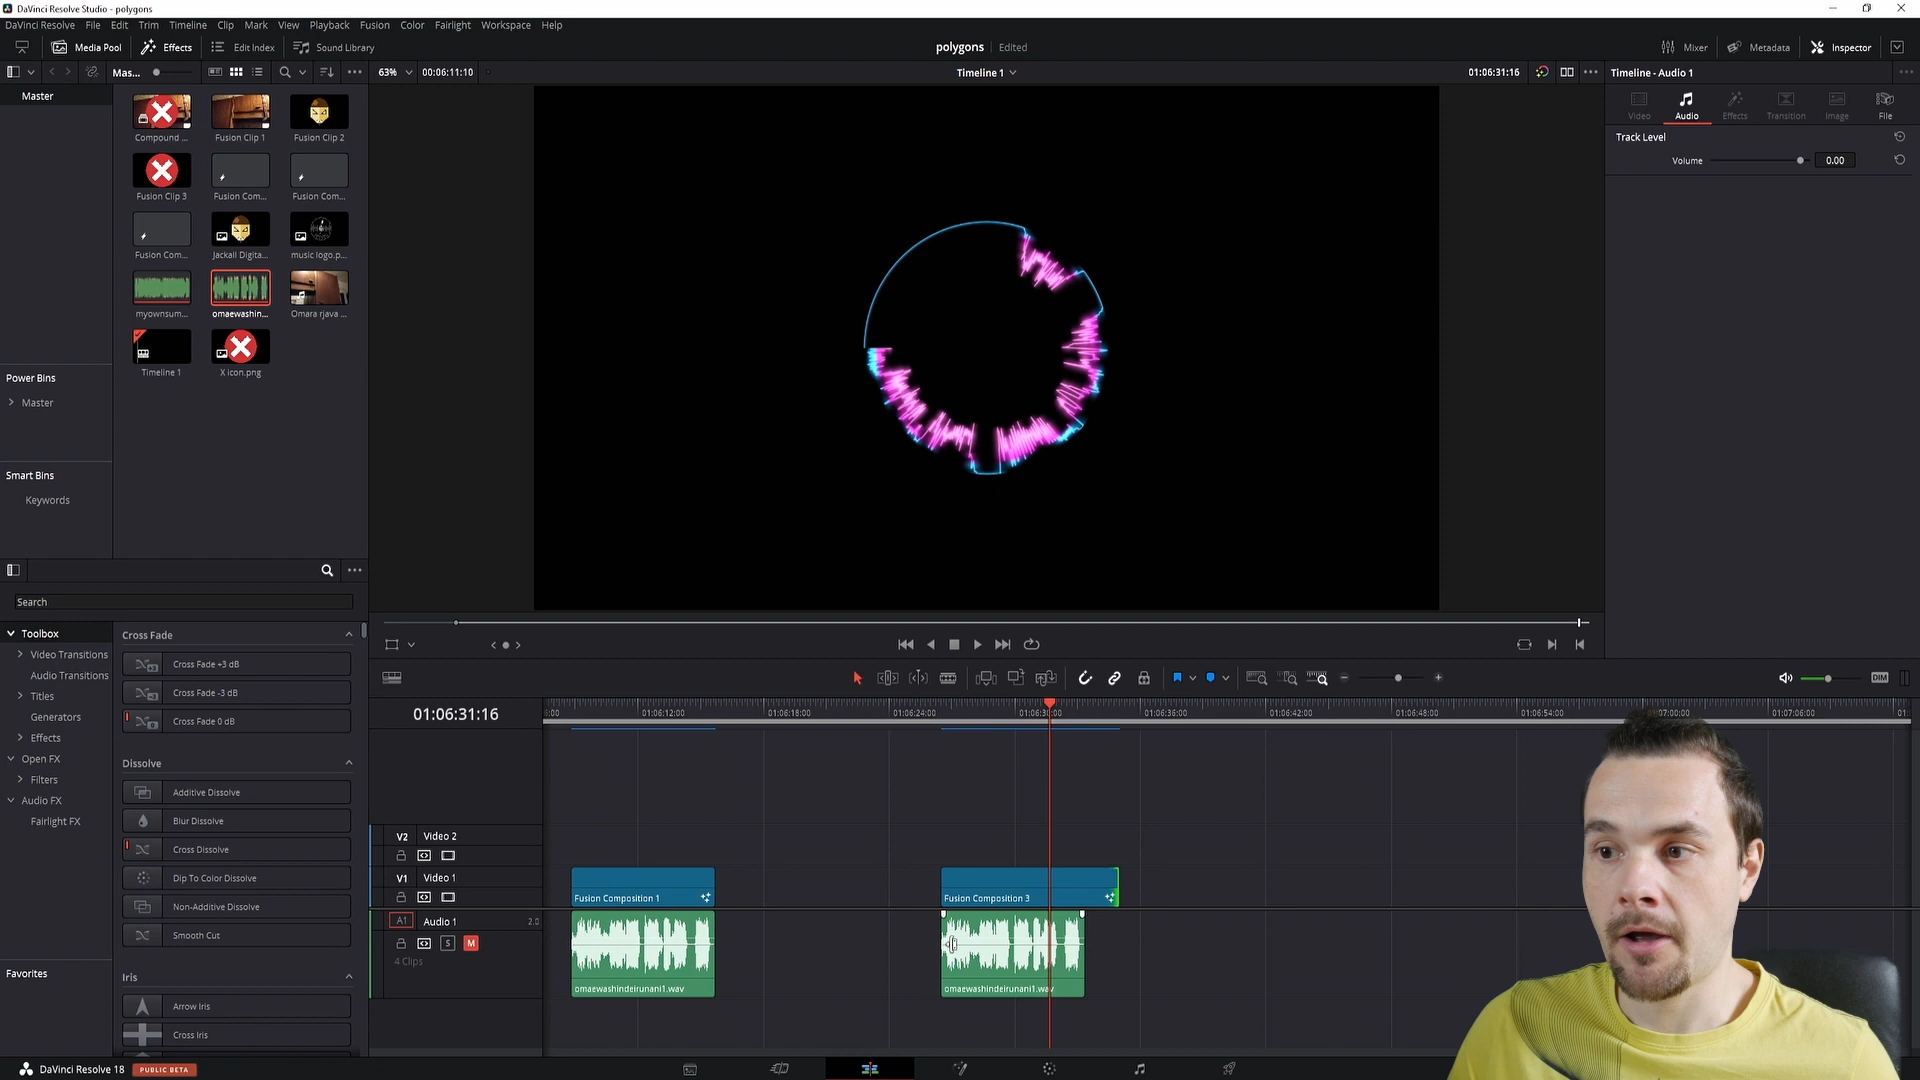 DaVinci Resolve Studio - polygons
DaVinci Resolve File Edit Trim Timeline Clip Mark View Playback Fusion Color Fairlight Workspace Help
Media Pool Effects Edit Index Sound Library polygons Edited Mixer Metadata Inspector
Mas... 63% 00:06:11:10 Timeline 1 01:06:31:16 Timeline - Audio 1
Master
Compound ... Fusion Clip 1 Fusion Clip 2
Fusion Clip 3 Fusion Com... Fusion Com...
Fusion Com... Jackall Digita... music logo.p...
myownsum... omaewashin... Omara rjava ...
Timeline 1 X icon.png
Video Audio Effects Transition Image File
Track Level
Volume 0.00
Power Bins
Master
Smart Bins
Keywords
Search
Toolbox
Video Transitions
Audio Transitions
Titles
Generators
Effects
Open FX
Filters
Audio FX
Fairlight FX
Favorites
Cross Fade
Cross Fade +3 dB
Cross Fade -3 dB
Cross Fade 0 dB
Dissolve
Additive Dissolve
Blur Dissolve
Cross Dissolve
Dip To Color Dissolve
Non-Additive Dissolve
Smooth Cut
Iris
Arrow Iris
Cross Iris
DIM
01:06:31:16
6:00 01:06:12:00 01:06:18:00 01:06:24:00 01:06:30:00 01:06:36:00 01:06:42:00 01:06:48:00 01:06:54:00 01:07:00:00 01:07:06:00 01:
V2 Video 2
V1 Video 1
Fusion Composition 1 Fusion Composition 3
A1 Audio 1 2.0
S M
4 Clips
omaewashindeirunani1.wav omaewashindeirunani1.wav
DaVinci Resolve 18 PUBLIC BETA